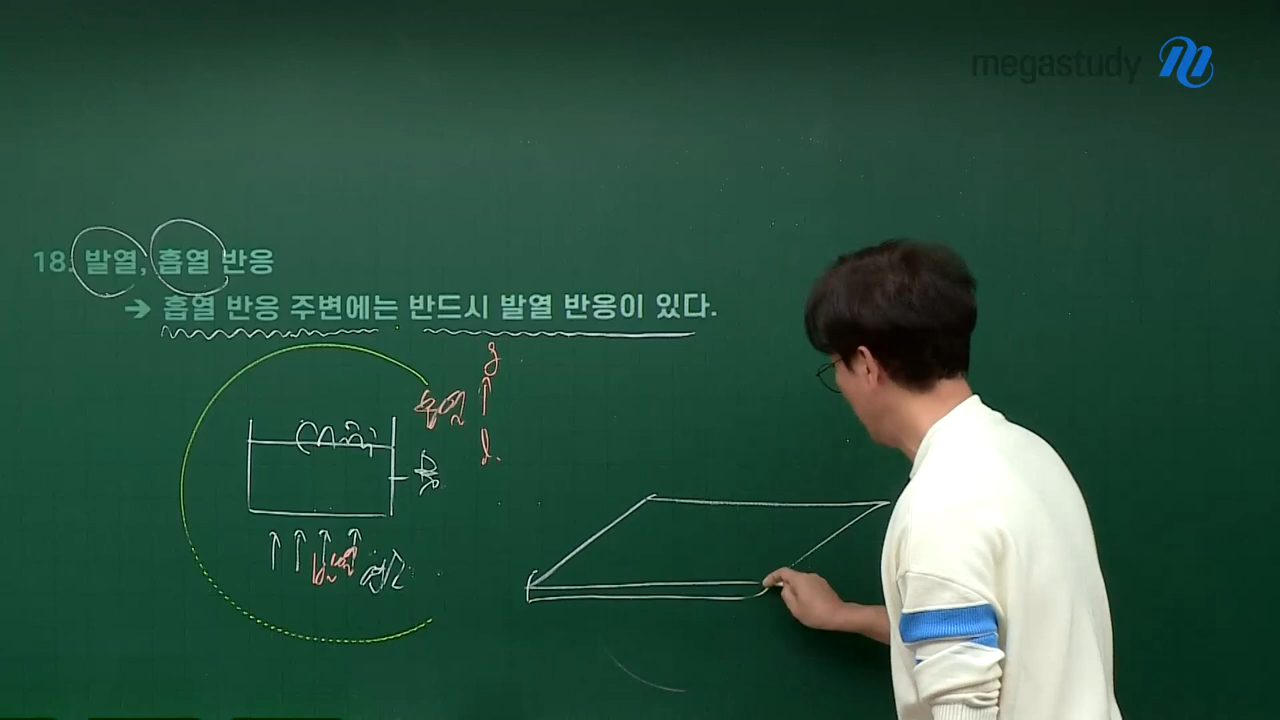 megastudy
18. 발열, 흡열 반응
→ 흡열 반응 주변에는 반드시 발열 반응이 있다.
g
l
물